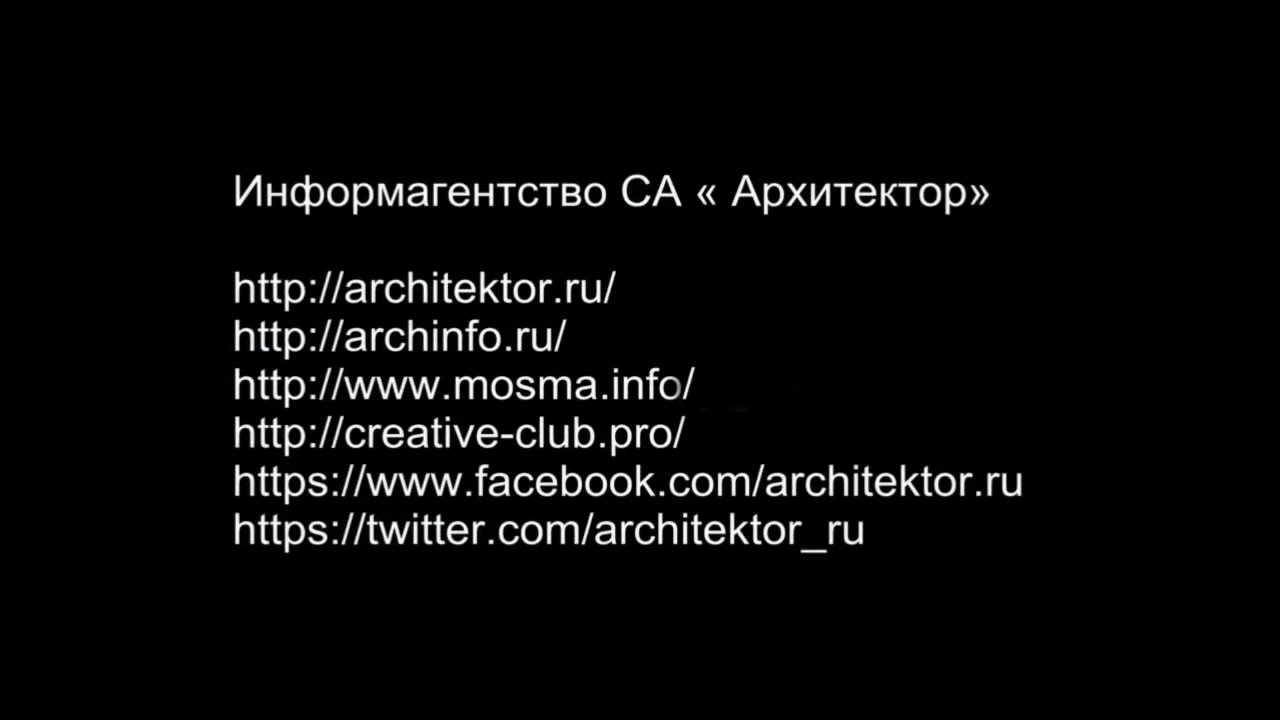 Информагентство СА « Архитектор»
http://architektor.ru/
http://archinfo.ru/
http://www.mosma.info/
http://creative-club.pro/
https://www.facebook.com/architektor.ru
https://twitter.com/architektor_ru